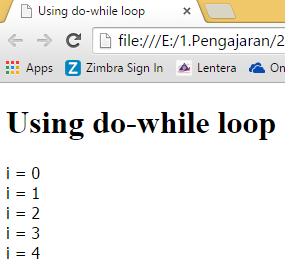 Using do-while loop
file:///E:/1.Pengajaran/2
Apps Zimbra Sign In Lentera On
Using do-while loop
i = 0
i = 1
i = 2
i = 3
i = 4